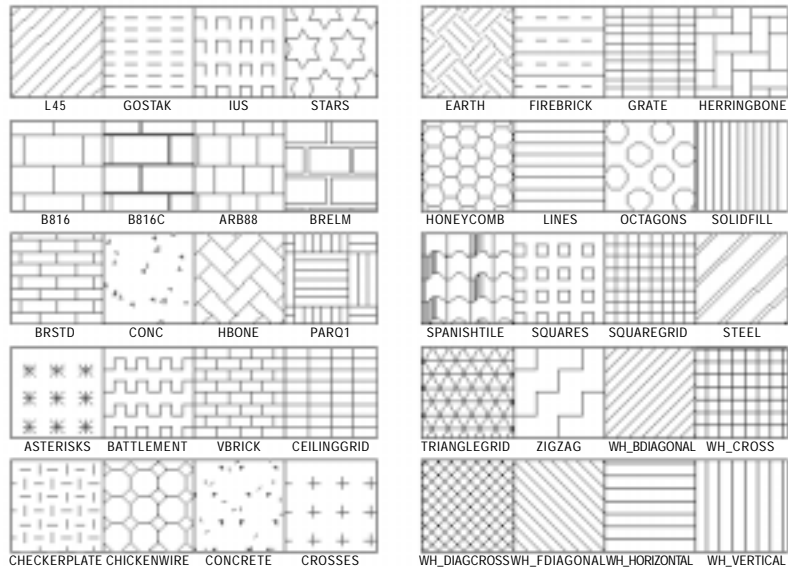 L45 GOSTAK IUS STARS EARTH FIREBRICK GRATE HERRINGBONE
B816 B816C ARB88 BRELM HONEYCOMB LINES OCTAGONS SOLIDFILL
BRSTD CONC HBONE PARQ1 SPANISHTILE SQUARES SQUAREGRID STEEL
ASTERISKS BATTLEMENT VBRICK CEILINGGRID TRIANGLEGRID ZIGZAG WH_BDIAGONAL WH_CROSS
CHECKERPLATE CHICKENWIRE CONCRETE CROSSES WH_DIAGCROSS WH_FDIAGONAL WH_HORIZONTAL WH_VERTICAL